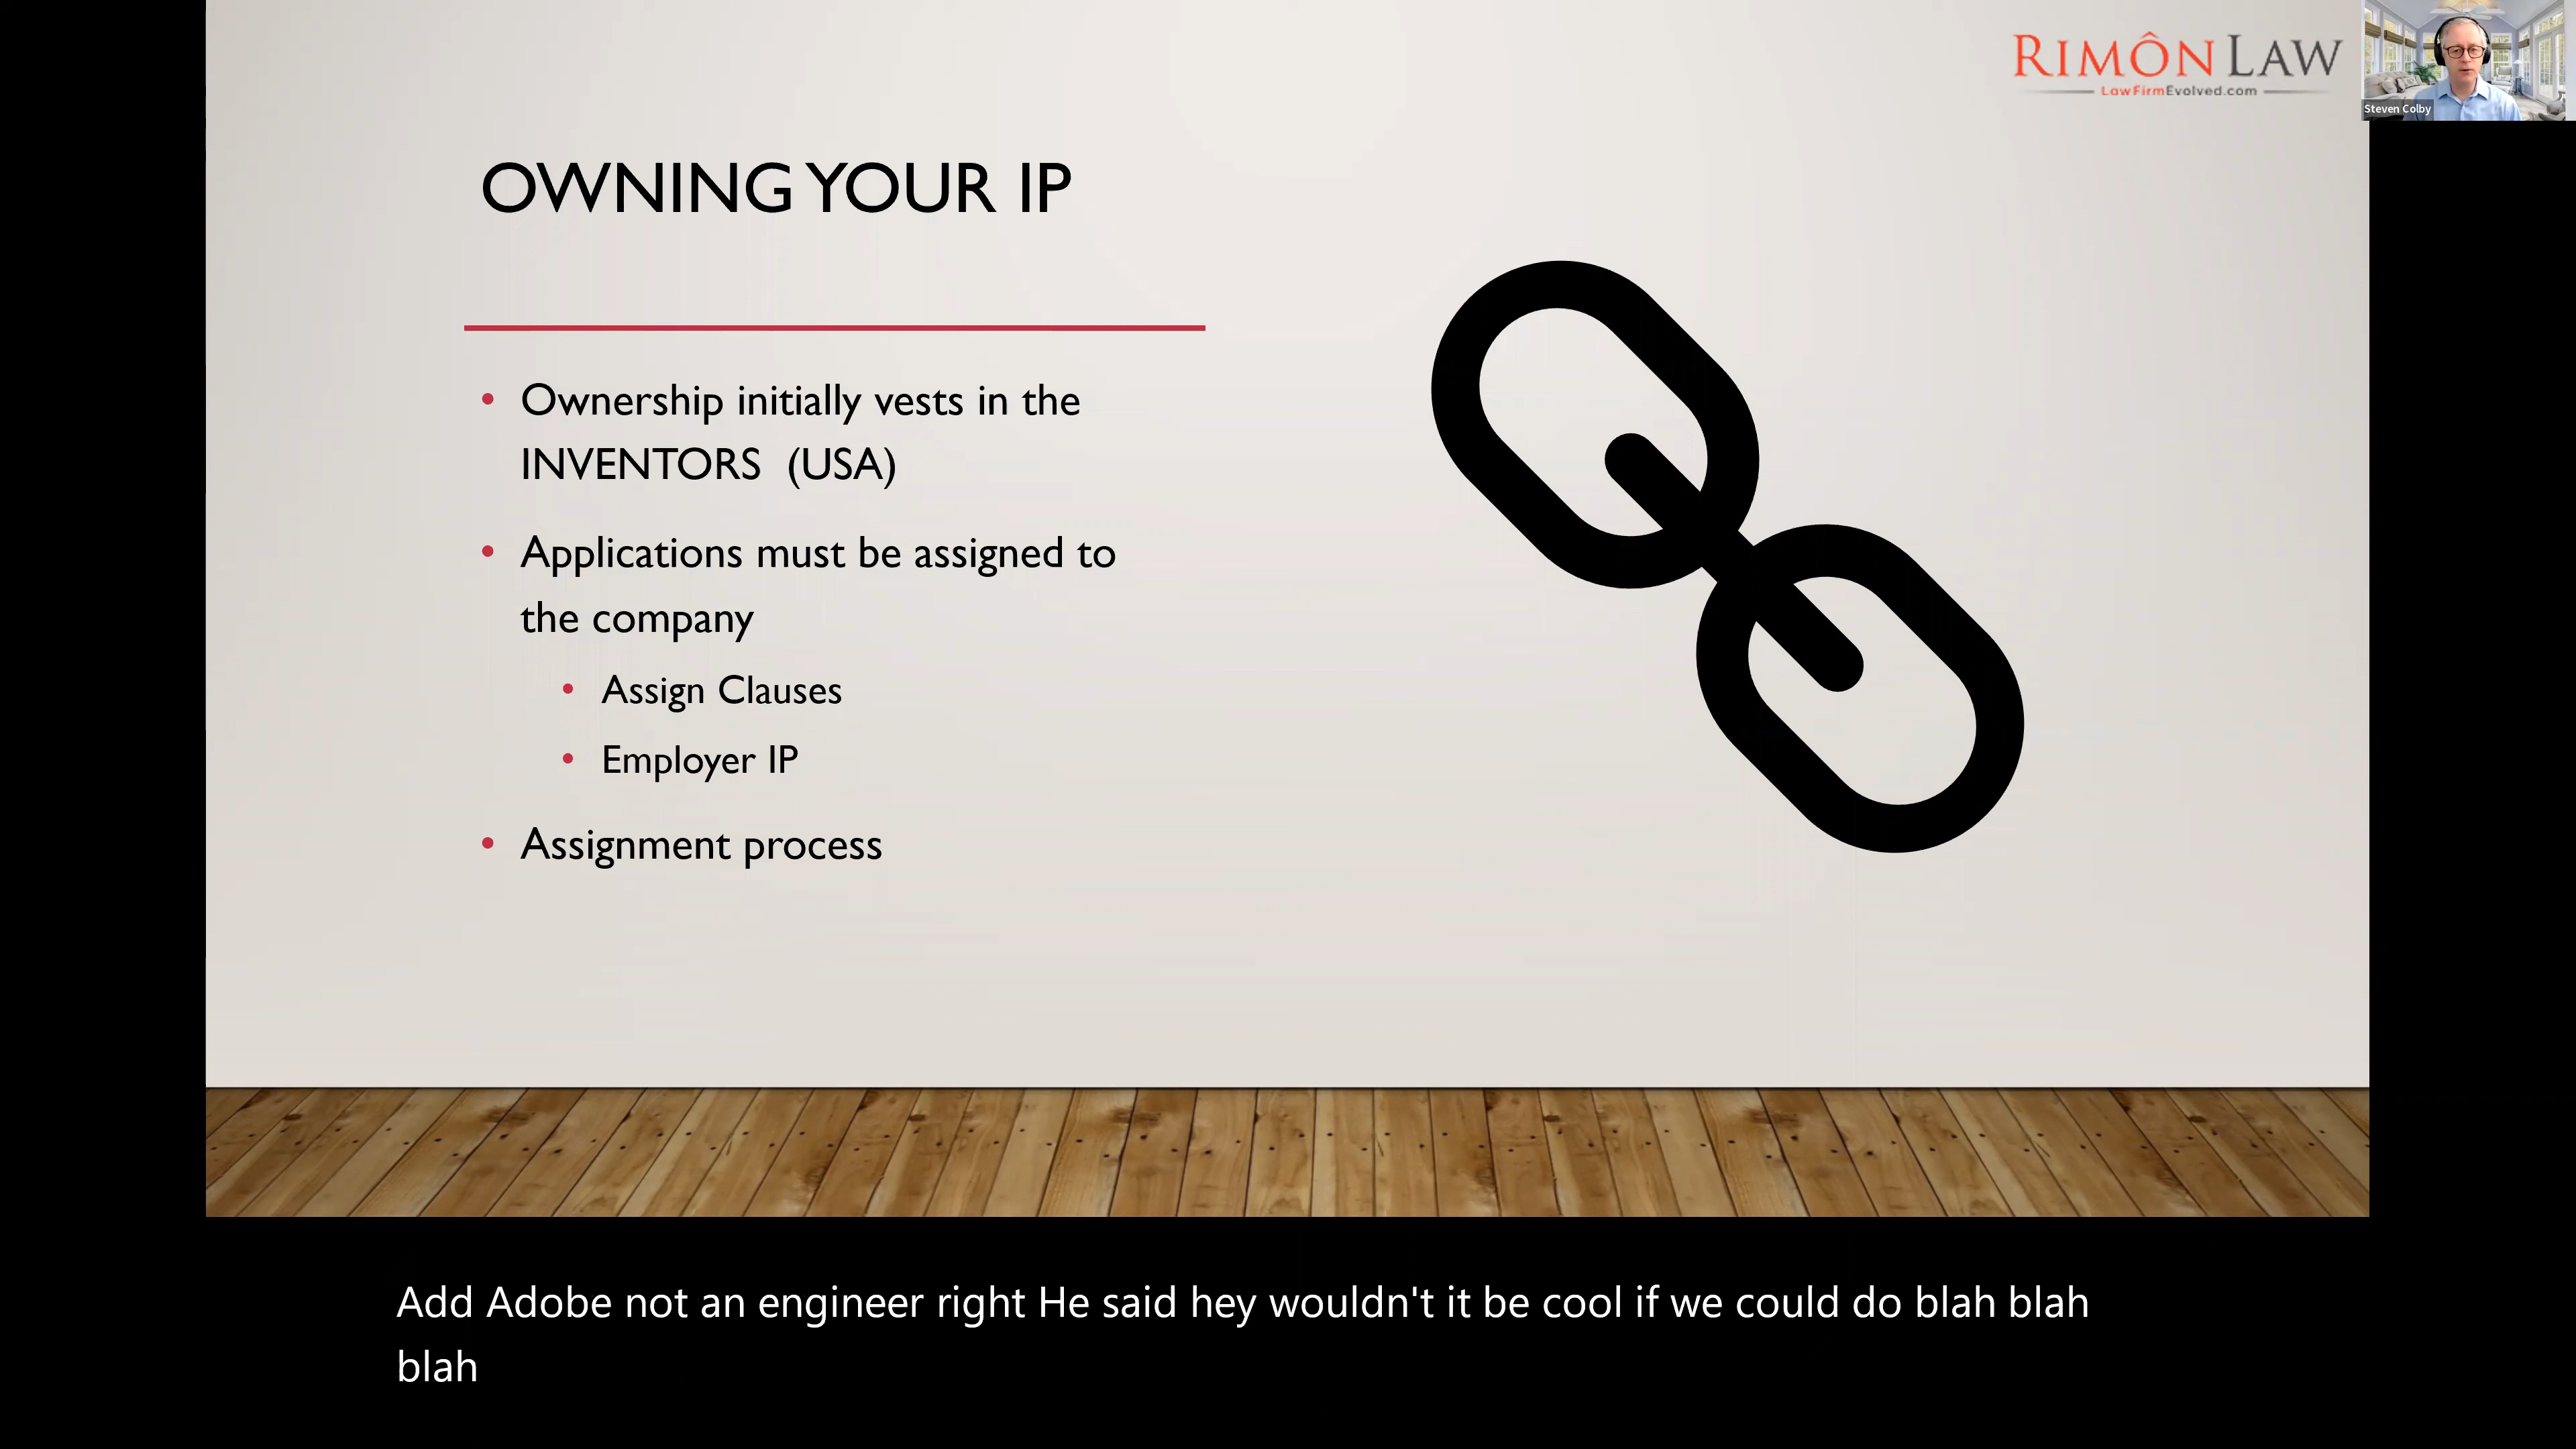 RIMÔN LAW
LawFirmEvolved.com
Steven Colby
OWNING YOUR IP
• Ownership initially vests in the
INVENTORS (USA)
• Applications must be assigned to
the company
• Assign Clauses
• Employer IP
• Assignment process
Add Adobe not an engineer right He said hey wouldn't it be cool if we could do blah blah
blah